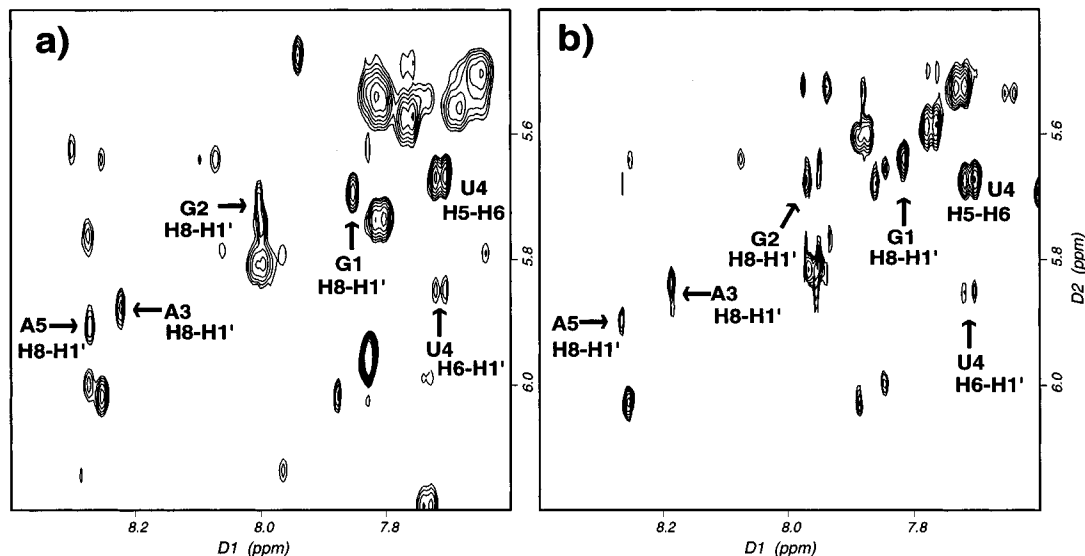 a)
G2
H8-H1'
G1
H8-H1'
U4
H5-H6
A5
H8-H1'
A3
H8-H1'
U4
H6-H1'
8.2
8.0
7.8
D1 (ppm)
b)
G2
H8-H1'
G1
H8-H1'
U4
H5-H6
A3
H8-H1'
A5
H8-H1'
U4
H6-H1'
8.2
8.0
7.8
D1 (ppm)
5.6
5.8
6.0
D2 (ppm)